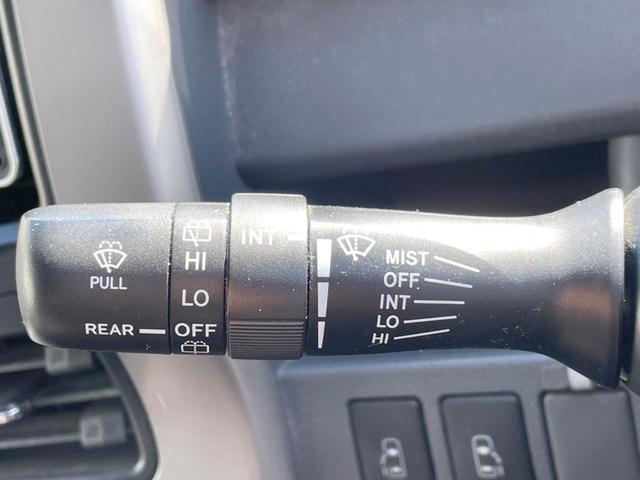 PULL
REAR
HI
LO
OFF
INT
MIST
OFF
INT
LO
HI